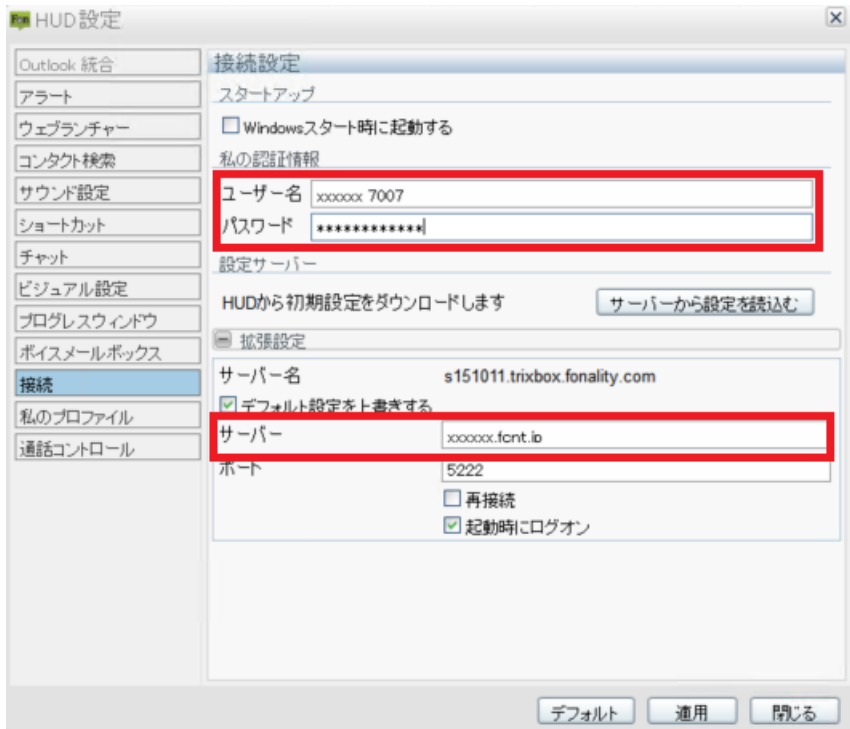 Fon HUD 設定
Outlook 統合
アラート
ウェブランチャー
コンタクト検索
サウンド設定
ショートカット
チャット
ビジュアル設定
プログレスウィンドウ
ボイスメールボックス
接続
私のプロファイル
通話コントロール
接続設定
スタートアップ
Windowsスタート時に起動する
私の認証情報
ユーザー名 xxxxxx 7007
パスワード ************
設定サーバー
HUDから初期設定をダウンロードします サーバーから設定を読込む
拡張設定
サーバー名 s151011.trixbox.fonality.com
デフォルト設定を上書きする
サーバー xxxxxx.fcnt.io
ポート 5222
再接続
起動時にログオン
デフォルト 適用 閉じる